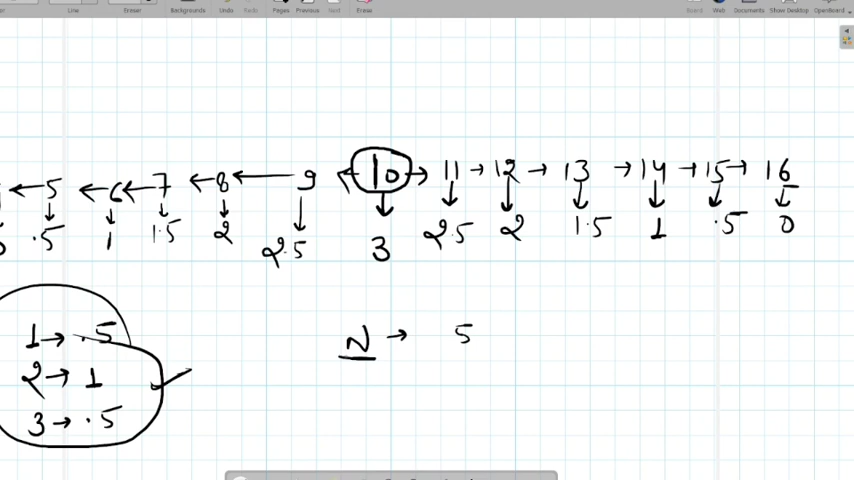 Line Eraser Backgrounds Undo Redo Pages Previous Next Erase Board Web Documents Show Desktop OpenBoard
← 5 ← 6 ← 7 ← 8 ← 9 ← 10 → 11 → 12 → 13 → 14 → 15 → 16
↓ ↓ ↓ ↓ ↓ ↓ ↓ ↓ ↓ ↓ ↓ ↓
.5 1 1.5 2 2.5 3 2.5 2 1.5 1 .5 0
1 → .5
2 → 1
3 → .5
N → 5